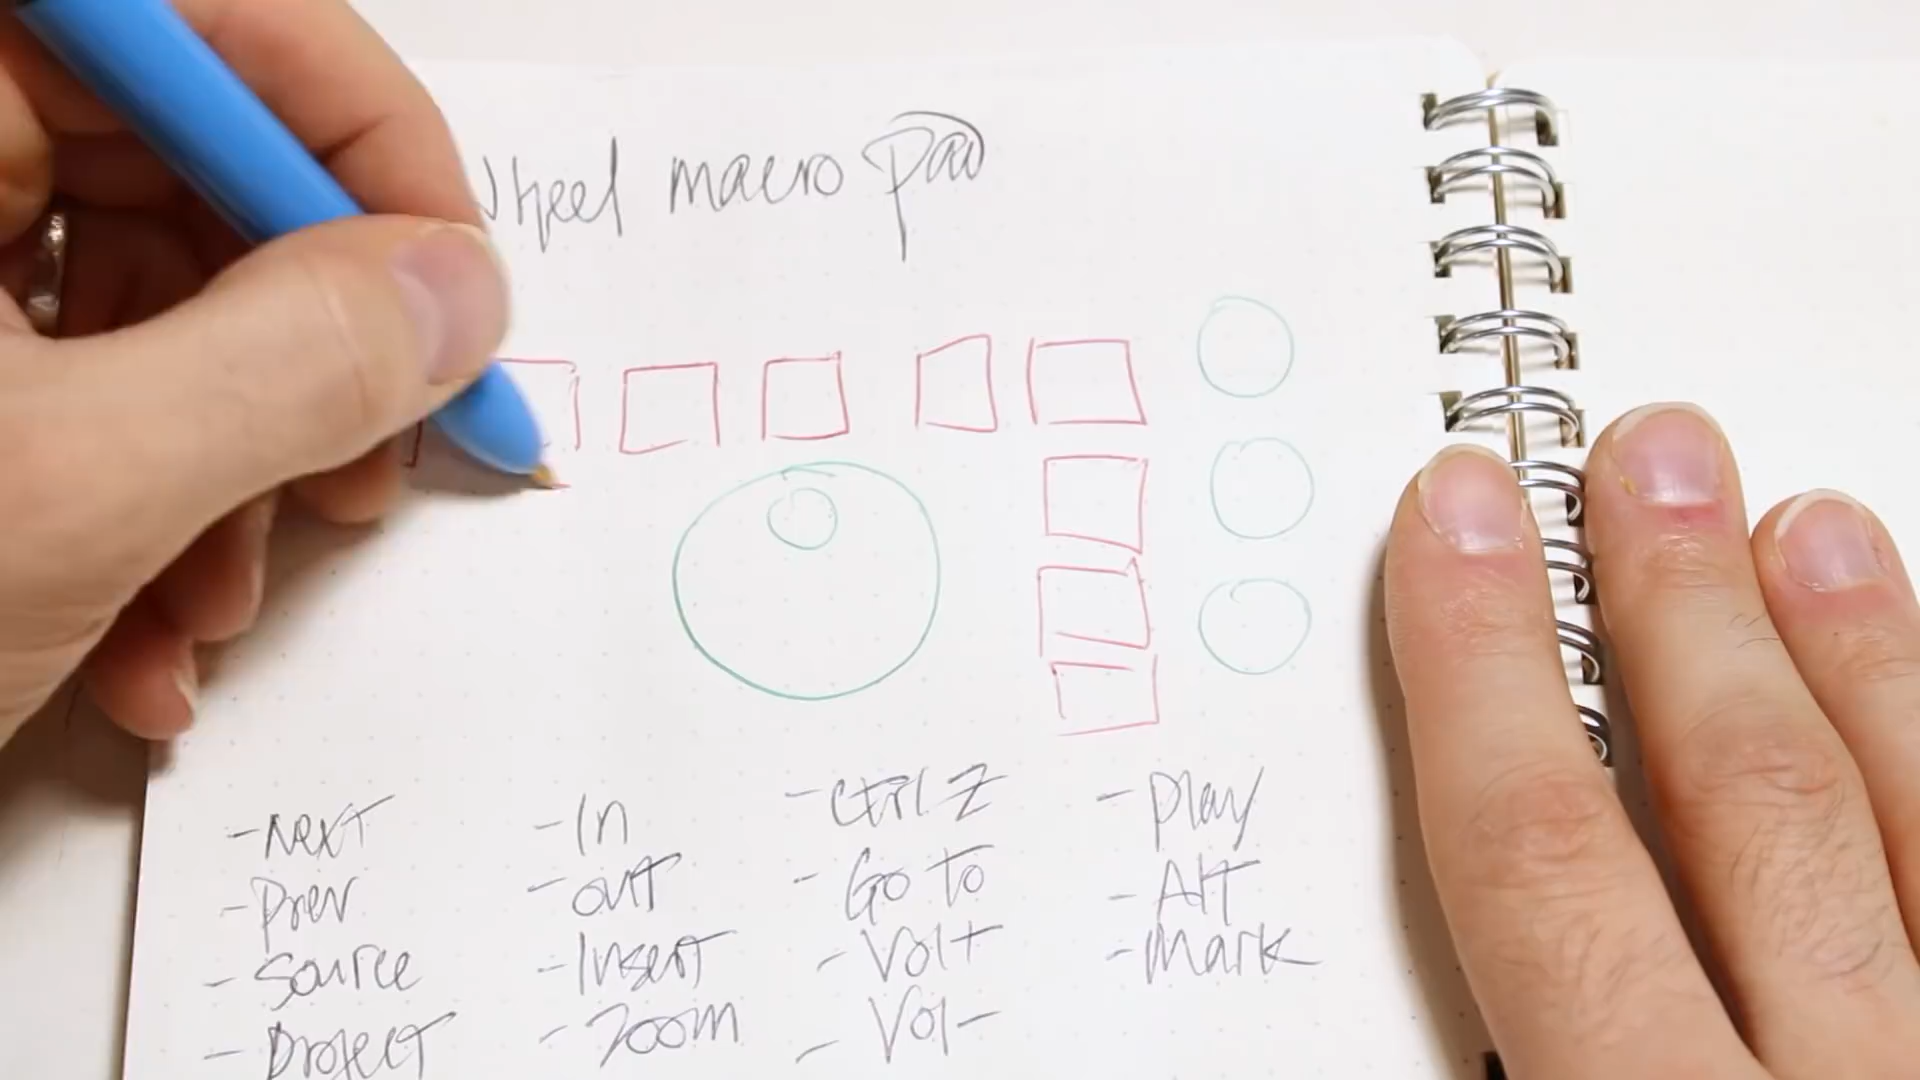 Wheel macro pad
- Next
- Prev
- Source
- Project
- In
- out
- Insert
- Zoom
- Ctrl Z
- Go To
- Vol+
- Vol-
- Play
- Alt
- Mark